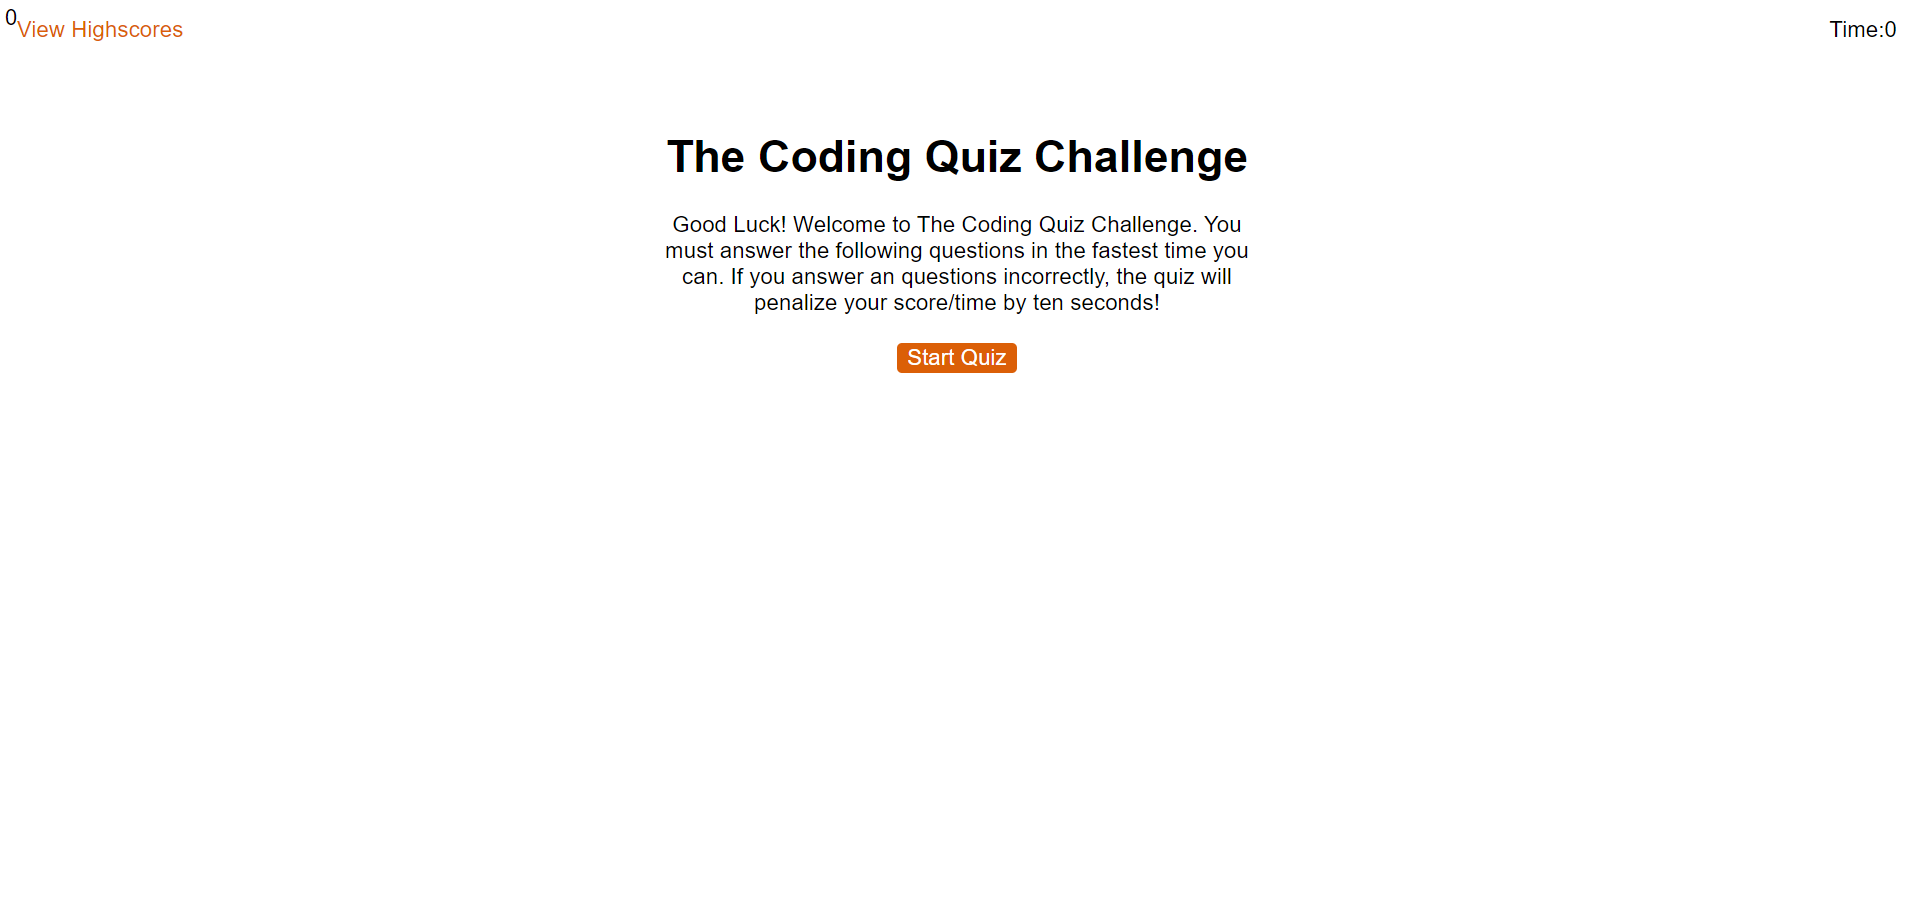 0
View Highscores
Time:0
The Coding Quiz Challenge
Good Luck! Welcome to The Coding Quiz Challenge. You
must answer the following questions in the fastest time you
can. If you answer an questions incorrectly, the quiz will
penalize your score/time by ten seconds!
Start Quiz